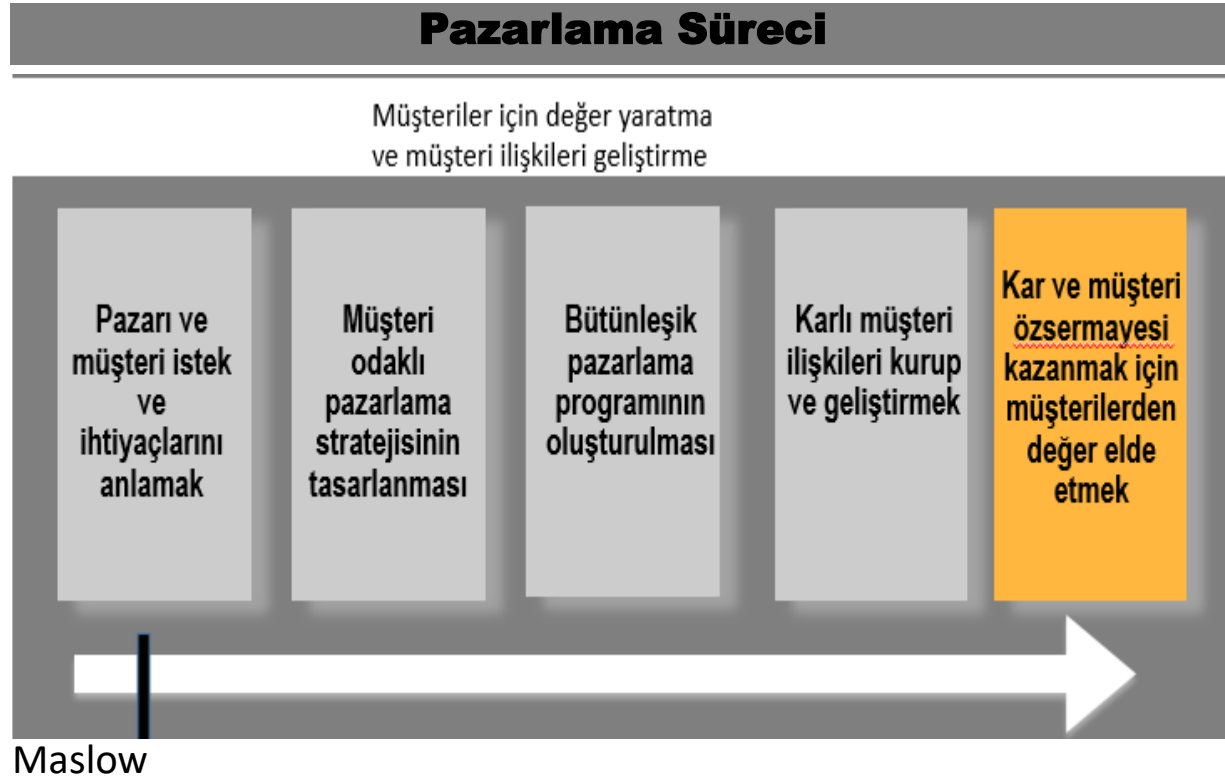 Pazarlama Süreci
Müşteriler için değer yaratma
ve müşteri ilişkileri geliştirme
Pazarı ve
müşteri istek
ve
ihtiyaçlarını
anlamak
Müşteri
odaklı
pazarlama
stratejisinin
tasarlanması
Bütünleşik
pazarlama
programının
oluşturulması
Karlı müşteri
ilişkileri kurup
ve geliştirmek
Kar ve müşteri
özsermayesi
kazanmak için
müşterilerden
değer elde
etmek
Maslow